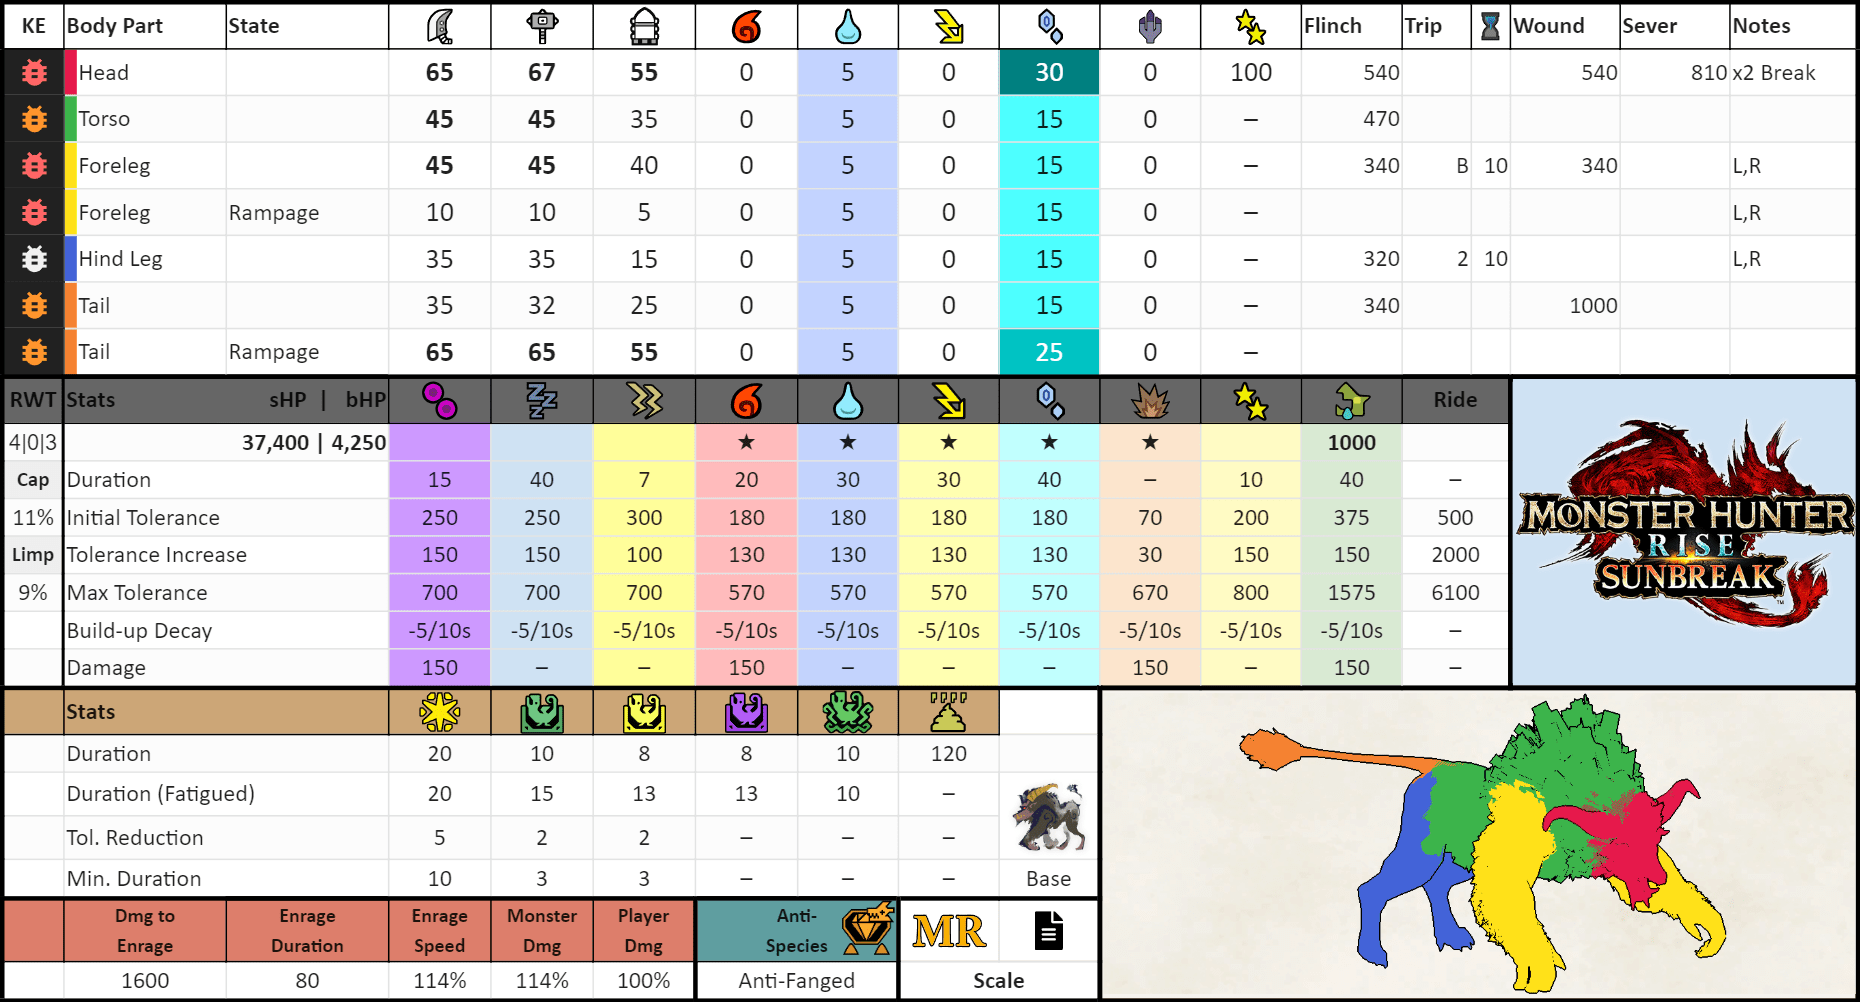 KE Body Part State Flinch Trip Wound Sever Notes
Head 65 67 55 0 5 0 30 0 100 540 540 810 x2 Break
Torso 45 45 35 0 5 0 15 0 – 470
Foreleg 45 45 40 0 5 0 15 0 – 340 B 10 340 L,R
Foreleg Rampage 10 10 5 0 5 0 15 0 – L,R
Hind Leg 35 35 15 0 5 0 15 0 – 320 2 10 L,R
Tail 35 32 25 0 5 0 15 0 – 340 1000
Tail Rampage 65 65 55 0 5 0 25 0 –
RWT Stats sHP | bHP Ride
4|0|3 37,400 | 4,250 ★ ★ ★ ★ ★ 1000
Cap Duration 15 40 7 20 30 30 40 – 10 40 –
11% Initial Tolerance 250 250 300 180 180 180 180 70 200 375 500
Limp Tolerance Increase 150 150 100 130 130 130 130 30 150 150 2000
9% Max Tolerance 700 700 700 570 570 570 570 670 800 1575 6100
Build-up Decay -5/10s -5/10s -5/10s -5/10s -5/10s -5/10s -5/10s -5/10s -5/10s -5/10s –
Damage 150 – – 150 – – – 150 – 150 –
MONSTER HUNTER
RISE
SUNBREAK
™
Stats
Duration 20 10 8 8 10 120
Duration (Fatigued) 20 15 13 13 10 –
Tol. Reduction 5 2 2 – – –
Min. Duration 10 3 3 – – – Base
Dmg to Enrage Enrage Monster Player Anti-
Enrage Duration Speed Dmg Dmg Species MR
1600 80 114% 114% 100% Anti-Fanged Scale